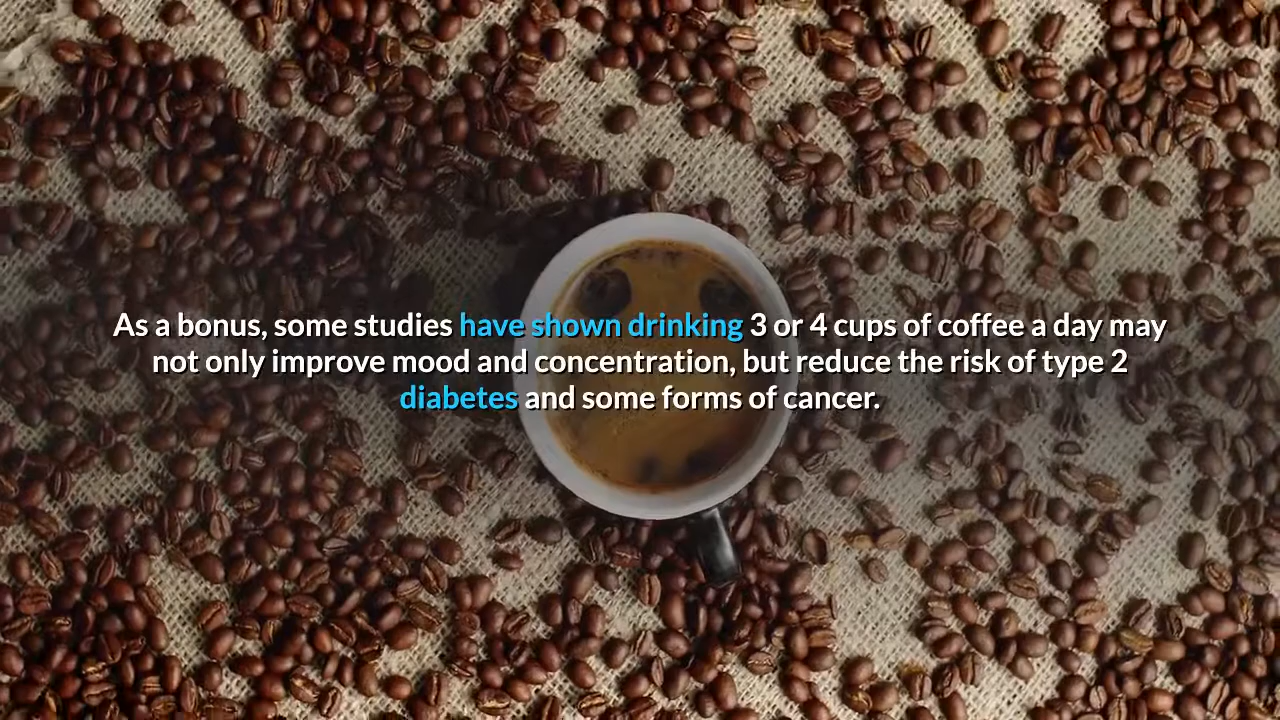 As a bonus, some studies have shown drinking 3 or 4 cups of coffee a day may
not only improve mood and concentration, but reduce the risk of type 2
diabetes and some forms of cancer.